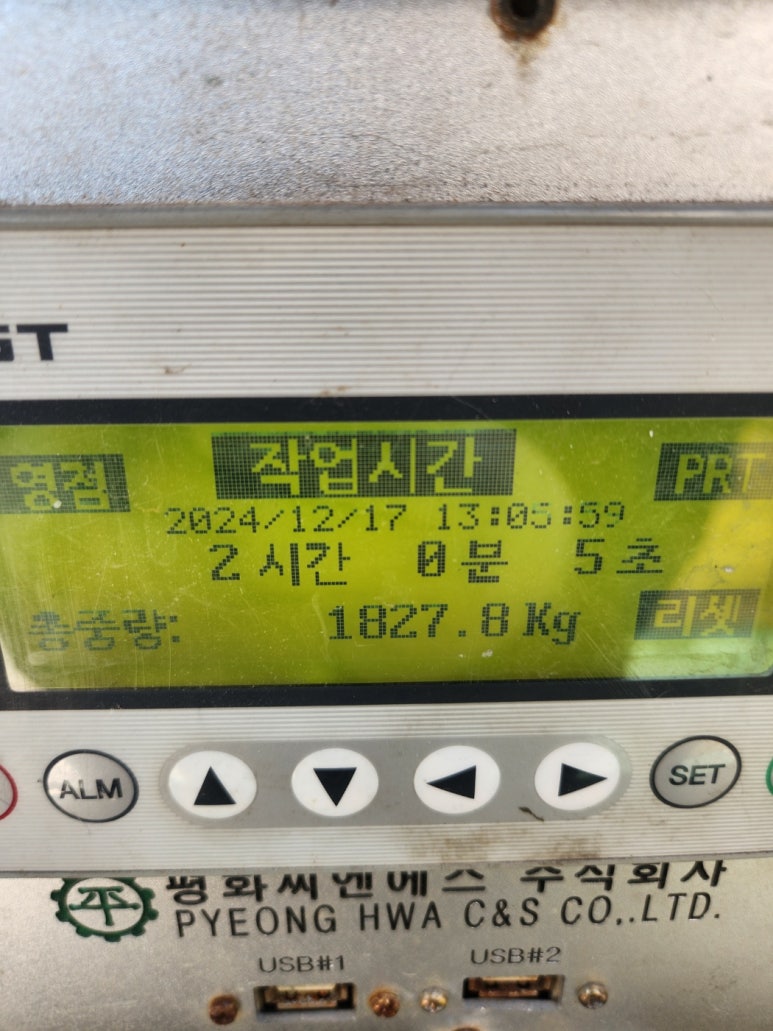 GT
영점 작업시간 PRT
2024/12/17 13:05:59
2시간 0분 5초
총중량: 1827.8Kg 리셋
ALM SET
평화씨엔에스 주식회사
PYEONG HWA C&S CO,.LTD.
USB#1 USB#2